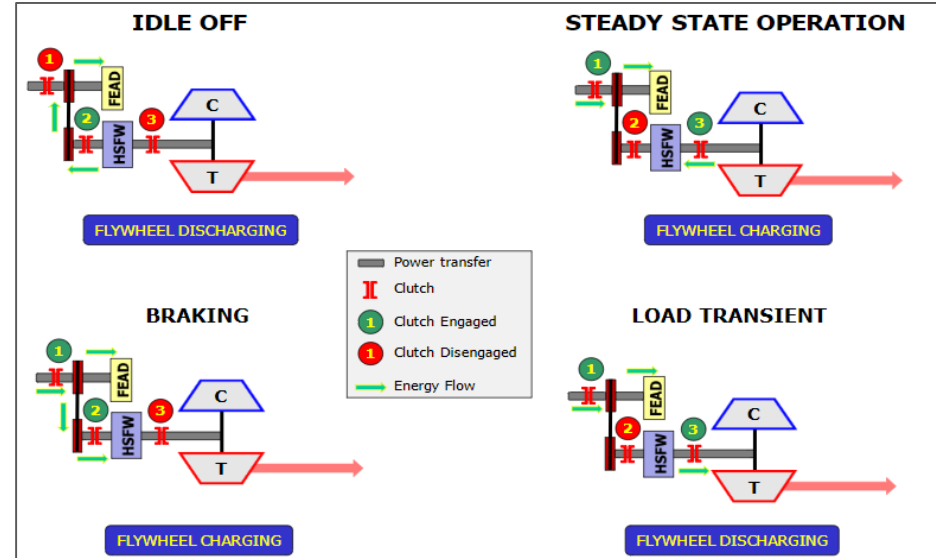 IDLE OFF
1
FEAD
2
3
HSFW
C
T
FLYWHEEL DISCHARGING
STEADY STATE OPERATION
1
FEAD
2
3
HSFW
C
T
FLYWHEEL CHARGING
Power transfer
Clutch
1 Clutch Engaged
1 Clutch Disengaged
Energy Flow
BRAKING
1
FEAD
2
3
HSFW
C
T
FLYWHEEL CHARGING
LOAD TRANSIENT
1
FEAD
2
3
HSFW
C
T
FLYWHEEL DISCHARGING